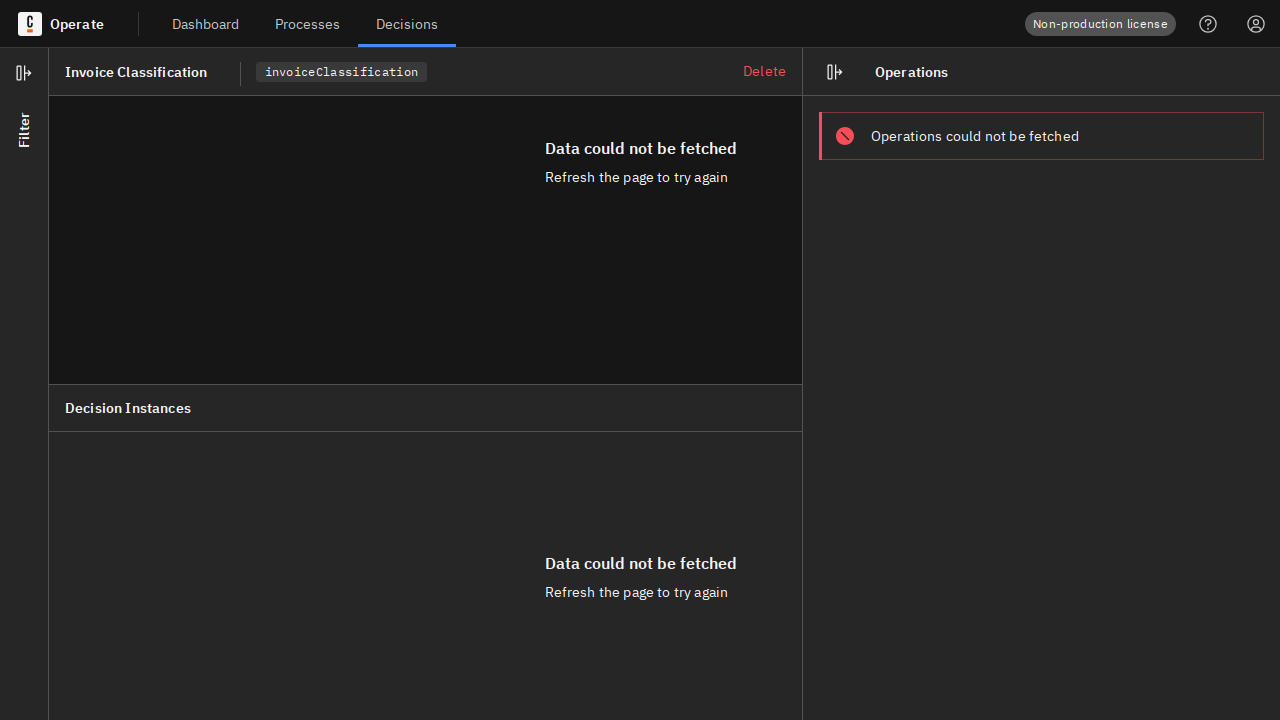 C Operate
Dashboard
Processes
Decisions
Non-production license
Filter
Invoice Classification
invoiceClassification
Delete
Data could not be fetched
Refresh the page to try again
Decision Instances
Data could not be fetched
Refresh the page to try again
Operations
Operations could not be fetched